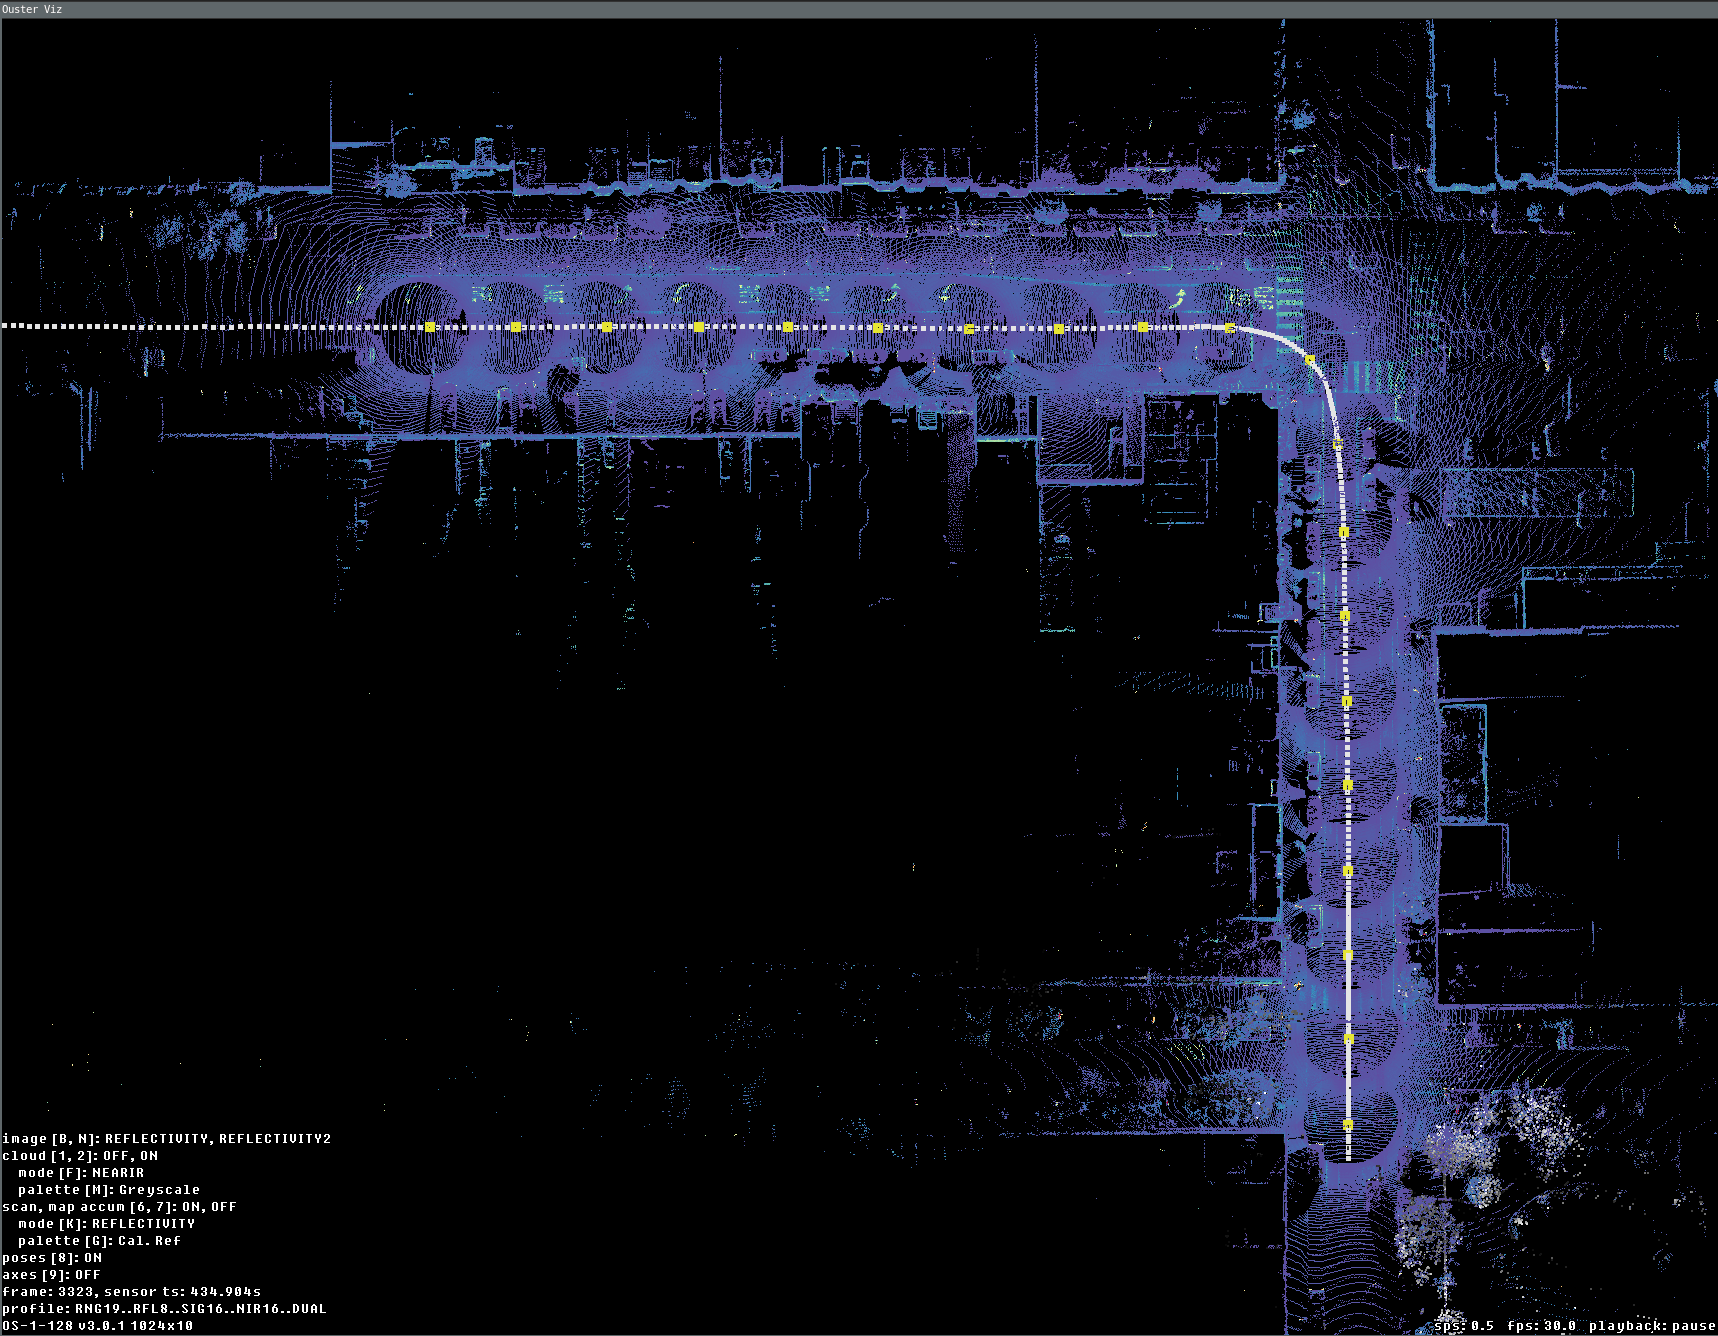 Ouster Viz
image [B, N]: REFLECTIVITY, REFLECTIVITY2
cloud [1, 2]: OFF, ON
mode [F]: NEARIR
palette [M]: Greyscale
scan, map accum [6, 7]: ON, OFF
mode [K]: REFLECTIVITY
palette [G]: Cal. Ref
poses [8]: ON
axes [9]: OFF
frame: 3323, sensor ts: 434.904s
profile: RNG19..RFL8..SIG16..NIR16..DUAL
OS-1-128 v3.0.1 1024x10
sps: 0.5 fps: 30.0 playback: pause